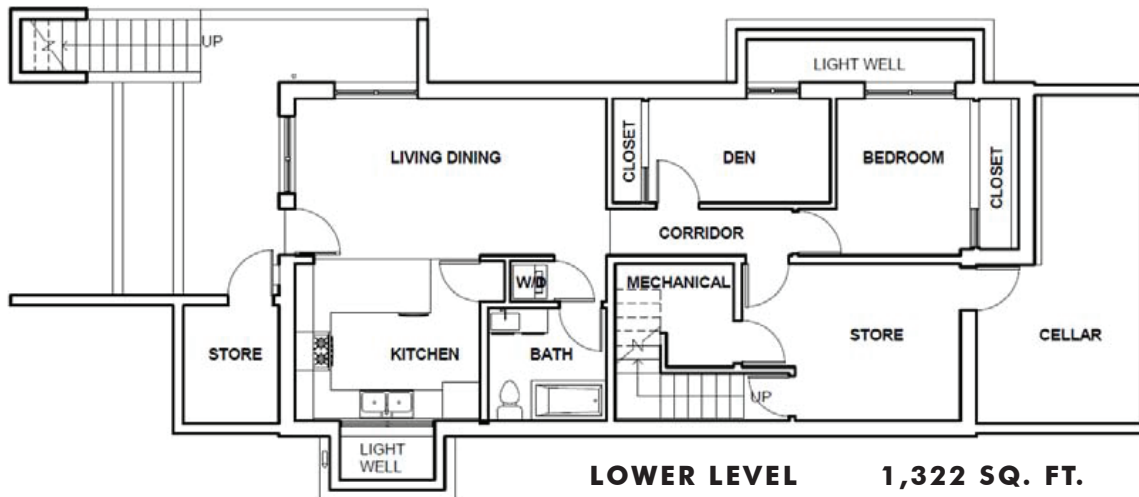 UP
LIGHT WELL
LIVING DINING
CLOSET
DEN
BEDROOM
CLOSET
CORRIDOR
W/D
MECHANICAL
STORE
KITCHEN
BATH
STORE
CELLAR
UP
LIGHT
WELL
LOWER LEVEL 1,322 SQ. FT.